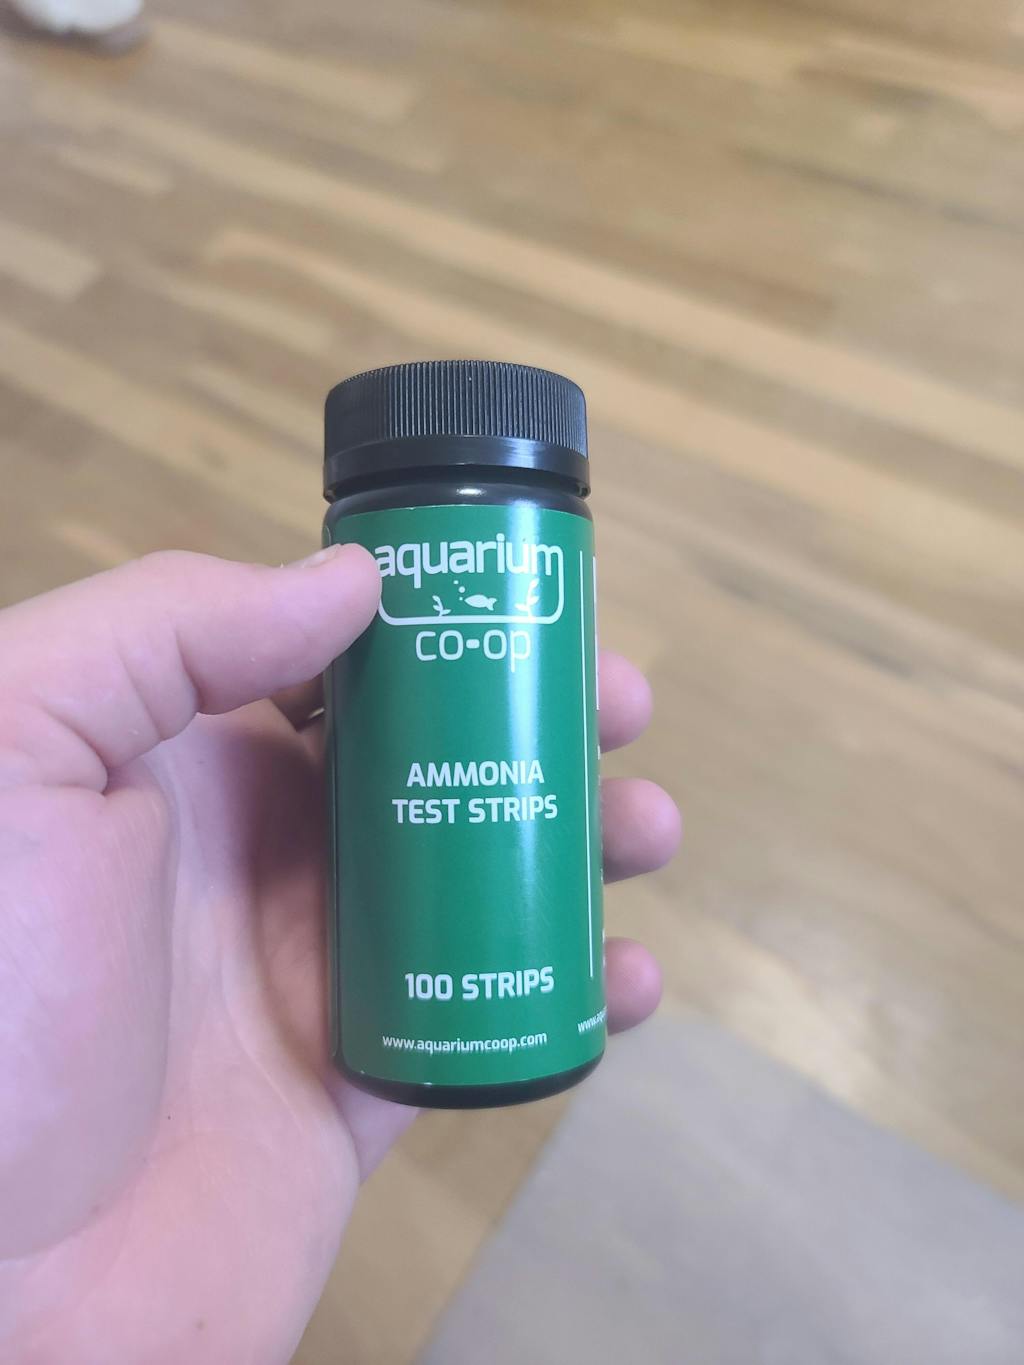 aquarium
co-op
AMMONIA
TEST STRIPS
100 STRIPS
www.aquariumcoop.com